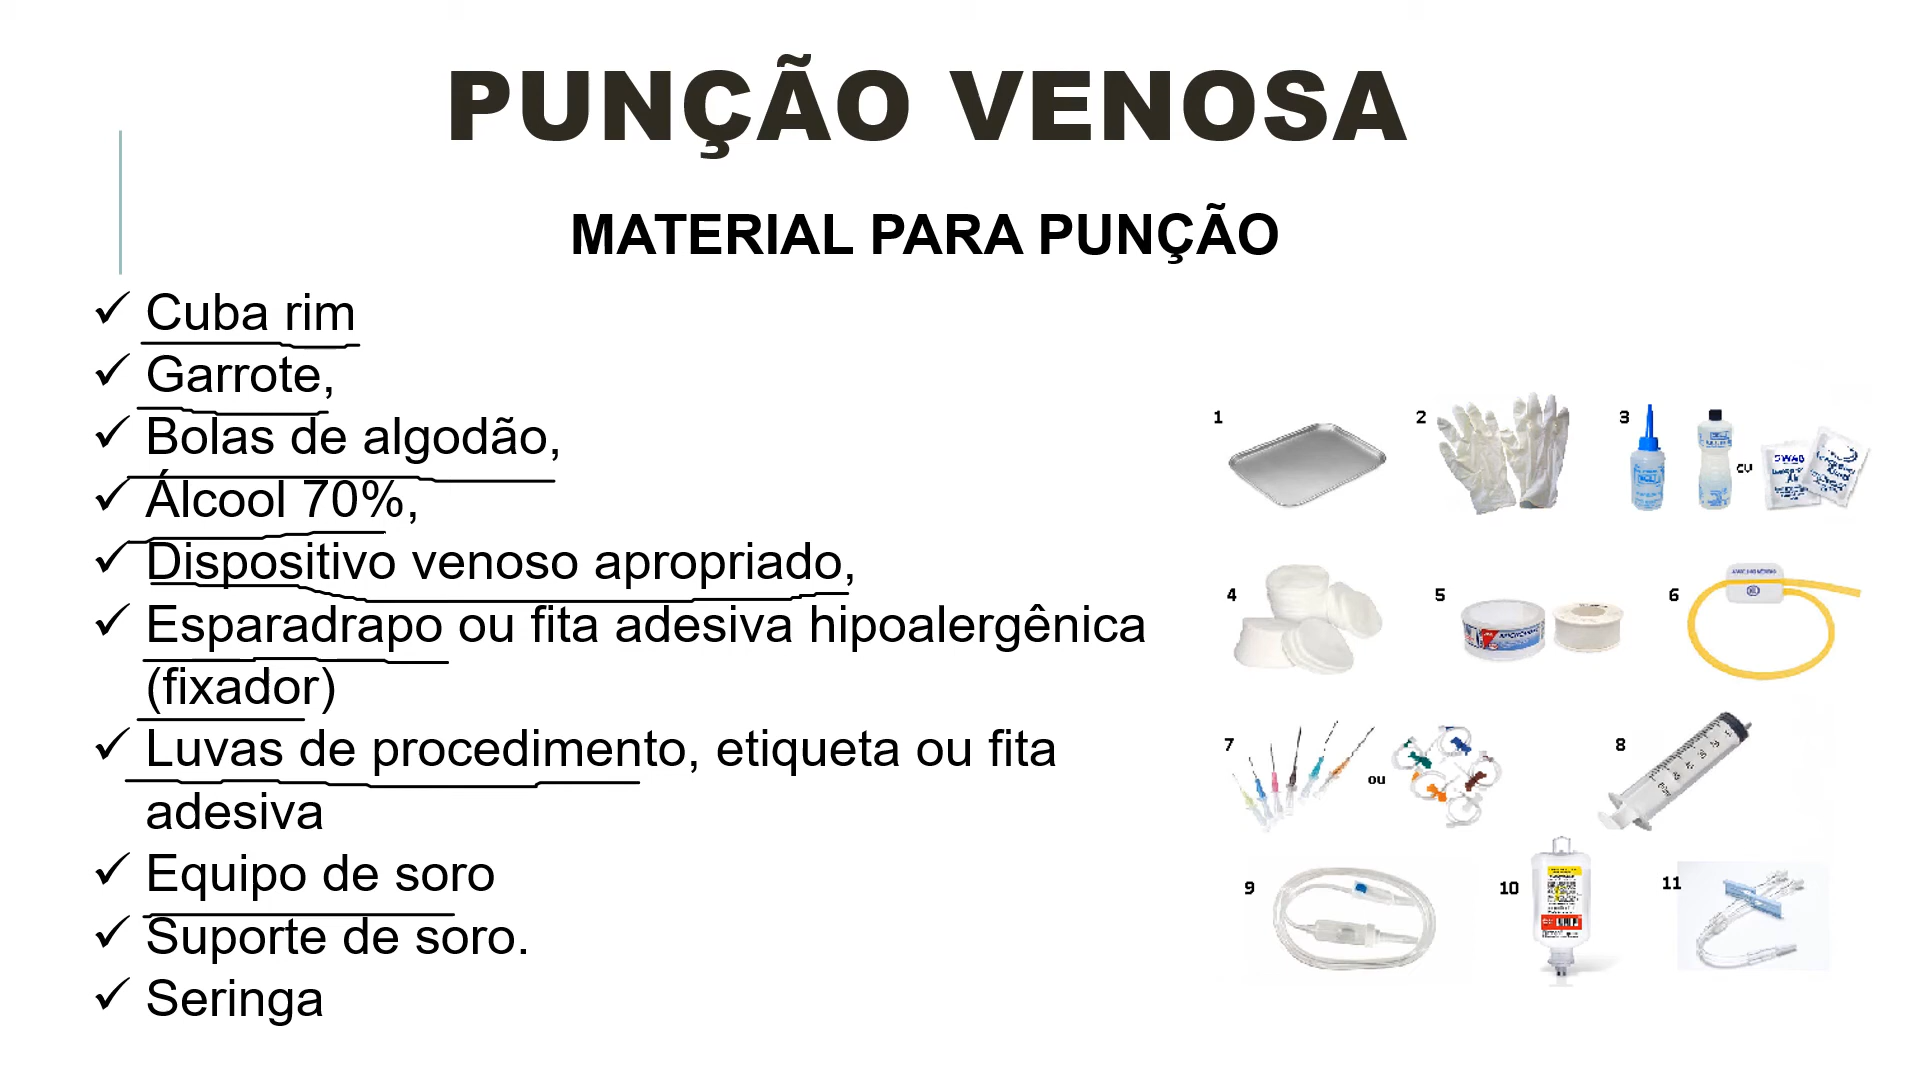 PUNÇÃO VENOSA
MATERIAL PARA PUNÇÃO
✓ Cuba rim
✓ Garrote,
✓ Bolas de algodão,
✓ Álcool 70%,
✓ Dispositivo venoso apropriado,
✓ Esparadrapo ou fita adesiva hipoalergênica
(fixador)
✓ Luvas de procedimento, etiqueta ou fita
adesiva
✓ Equipo de soro
✓ Suporte de soro.
✓ Seringa
1
2
3
SWAB
4
5
6
7
ou
8
9
10
11